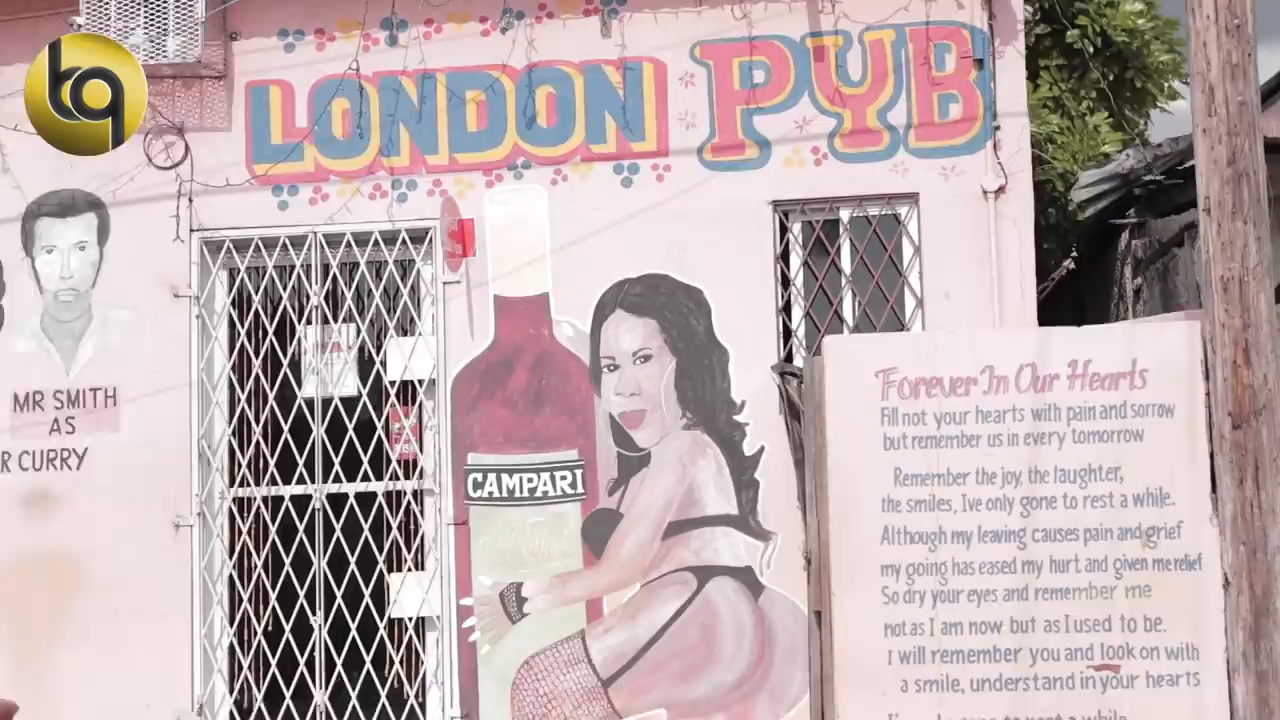 tq
LONDON PYB
MR SMITH
AS
R CURRY
CAMPARI
Forever In Our Hearts
Fill not your hearts with pain and sorrow
but remember us in every tomorrow
Remember the joy, the laughter,
the smiles, Ive only gone to rest a while.
Although my leaving causes pain and grief
my going has eased my hurt and given me relief
So dry your eyes and remember me
not as I am now but as I used to be.
I will remember you and look on with
a smile, understand in your hearts